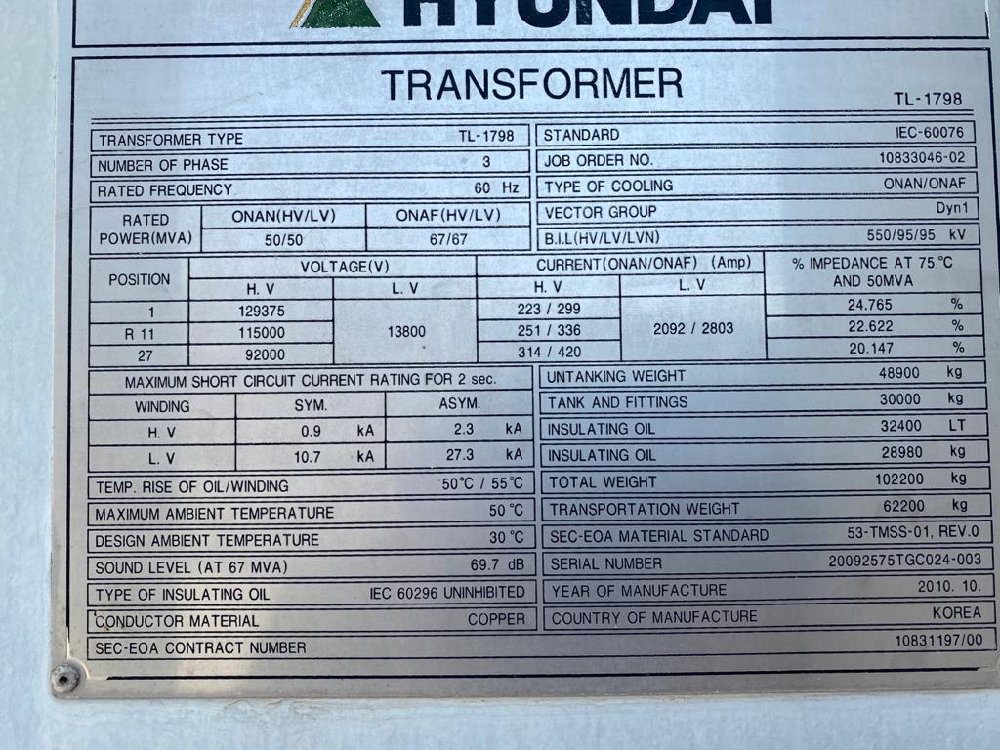 HYUNDAI
TRANSFORMER
TL-1798
TRANSFORMER TYPE TL-1798
STANDARD IEC-60076
NUMBER OF PHASE 3
JOB ORDER NO. 10833046-02
RATED FREQUENCY 60 Hz
TYPE OF COOLING ONAN/ONAF
RATED POWER(MVA) ONAN(HV/LV) ONAF(HV/LV)
50/50 67/67
VECTOR GROUP Dyn1
B.I.L(HV/LV/LVN) 550/95/95 kV
POSITION VOLTAGE(V) CURRENT(ONAN/ONAF) (Amp) % IMPEDANCE AT 75°C AND 50MVA
H. V L. V H. V L. V
1 129375 13800 223 / 299 2092 / 2803 24.765 %
R 11 115000 251 / 336 22.622 %
27 92000 314 / 420 20.147 %
MAXIMUM SHORT CIRCUIT CURRENT RATING FOR 2 sec.
WINDING SYM. ASYM.
H. V 0.9 kA 2.3 kA
L. V 10.7 kA 27.3 kA
UNTANKING WEIGHT 48900 kg
TANK AND FITTINGS 30000 kg
INSULATING OIL 32400 LT
INSULATING OIL 28980 kg
TEMP. RISE OF OIL/WINDING 50°C / 55°C
TOTAL WEIGHT 102200 kg
MAXIMUM AMBIENT TEMPERATURE 50°C
TRANSPORTATION WEIGHT 62200 kg
DESIGN AMBIENT TEMPERATURE 30°C
SEC-EOA MATERIAL STANDARD 53-TMSS-01, REV.0
SOUND LEVEL (AT 67 MVA) 69.7 dB
SERIAL NUMBER 20092575TGC024-003
TYPE OF INSULATING OIL IEC 60296 UNINHIBITED
YEAR OF MANUFACTURE 2010. 10.
CONDUCTOR MATERIAL COPPER
COUNTRY OF MANUFACTURE KOREA
SEC-EOA CONTRACT NUMBER 10831197/00